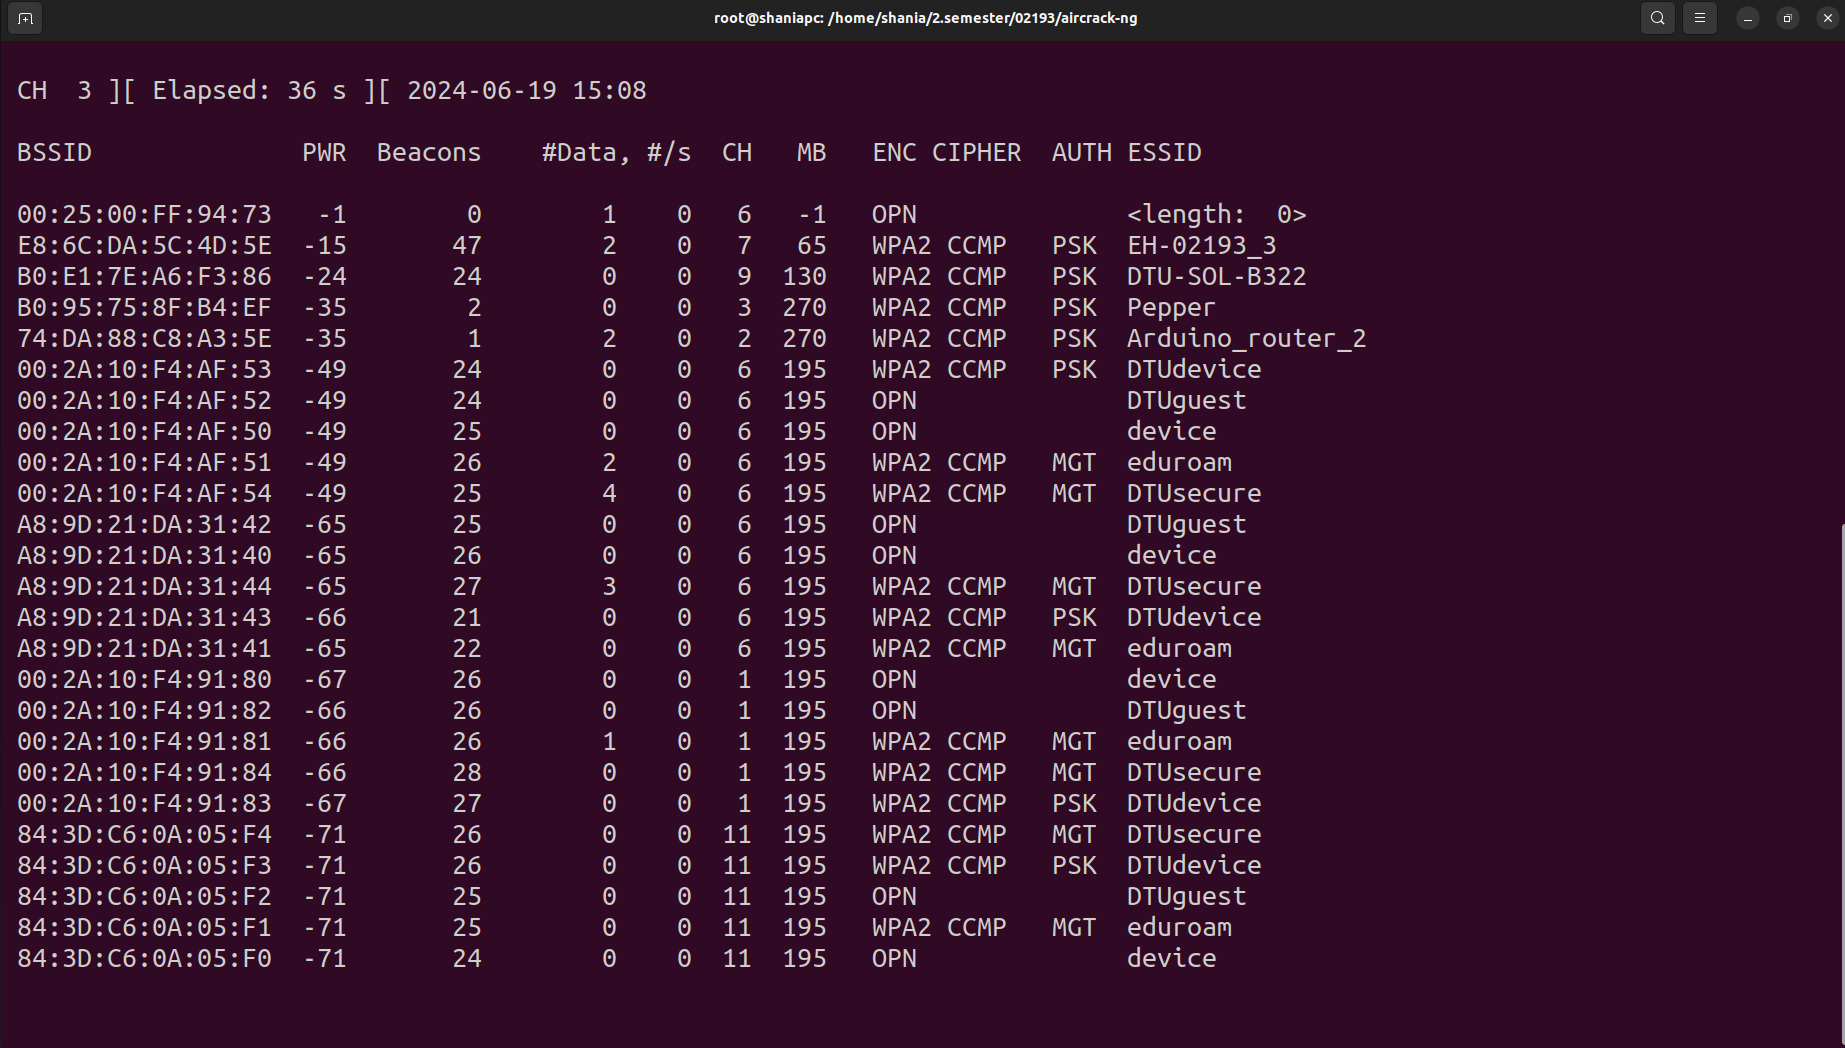 root@shaniapc: /home/shania/2.semester/02193/aircrack-ng
CH  3 ][ Elapsed: 36 s ][ 2024-06-19 15:08
BSSID              PWR  Beacons    #Data, #/s  CH   MB   ENC CIPHER  AUTH ESSID
00:25:00:FF:94:73   -1        0        1    0   6   -1   OPN              <length:  0>
E8:6C:DA:5C:4D:5E  -15       47        2    0   7   65   WPA2 CCMP   PSK  EH-02193_3
B0:E1:7E:A6:F3:86  -24       24        0    0   9  130   WPA2 CCMP   PSK  DTU-SOL-B322
B0:95:75:8F:B4:EF  -35        2        0    0   3  270   WPA2 CCMP   PSK  Pepper
74:DA:88:C8:A3:5E  -35        1        2    0   2  270   WPA2 CCMP   PSK  Arduino_router_2
00:2A:10:F4:AF:53  -49       24        0    0   6  195   WPA2 CCMP   PSK  DTUdevice
00:2A:10:F4:AF:52  -49       24        0    0   6  195   OPN              DTUguest
00:2A:10:F4:AF:50  -49       25        0    0   6  195   OPN              device
00:2A:10:F4:AF:51  -49       26        2    0   6  195   WPA2 CCMP   MGT  eduroam
00:2A:10:F4:AF:54  -49       25        4    0   6  195   WPA2 CCMP   MGT  DTUsecure
A8:9D:21:DA:31:42  -65       25        0    0   6  195   OPN              DTUguest
A8:9D:21:DA:31:40  -65       26        0    0   6  195   OPN              device
A8:9D:21:DA:31:44  -65       27        3    0   6  195   WPA2 CCMP   MGT  DTUsecure
A8:9D:21:DA:31:43  -66       21        0    0   6  195   WPA2 CCMP   PSK  DTUdevice
A8:9D:21:DA:31:41  -65       22        0    0   6  195   WPA2 CCMP   MGT  eduroam
00:2A:10:F4:91:80  -67       26        0    0   1  195   OPN              device
00:2A:10:F4:91:82  -66       26        0    0   1  195   OPN              DTUguest
00:2A:10:F4:91:81  -66       26        1    0   1  195   WPA2 CCMP   MGT  eduroam
00:2A:10:F4:91:84  -66       28        0    0   1  195   WPA2 CCMP   MGT  DTUsecure
00:2A:10:F4:91:83  -67       27        0    0   1  195   WPA2 CCMP   PSK  DTUdevice
84:3D:C6:0A:05:F4  -71       26        0    0  11  195   WPA2 CCMP   MGT  DTUsecure
84:3D:C6:0A:05:F3  -71       26        0    0  11  195   WPA2 CCMP   PSK  DTUdevice
84:3D:C6:0A:05:F2  -71       25        0    0  11  195   OPN              DTUguest
84:3D:C6:0A:05:F1  -71       25        0    0  11  195   WPA2 CCMP   MGT  eduroam
84:3D:C6:0A:05:F0  -71       24        0    0  11  195   OPN              device